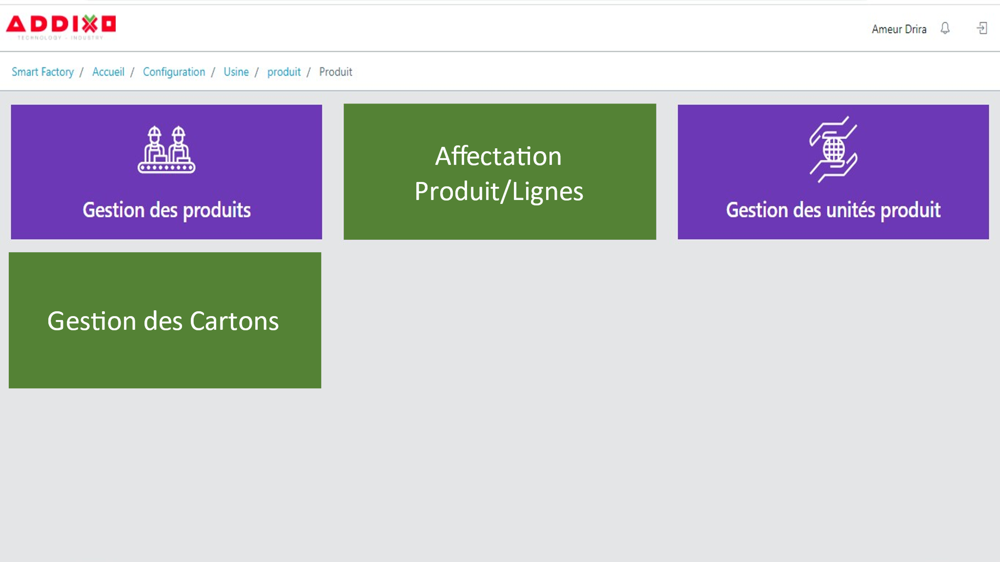 ADDIXO
TECHNOLOGY - INDUSTRY
Ameur Drira
Smart Factory / Accueil / Configuration / Usine / produit / Produit
Gestion des produits
Affectation
Produit/Lignes
Gestion des unités produit
Gestion des Cartons